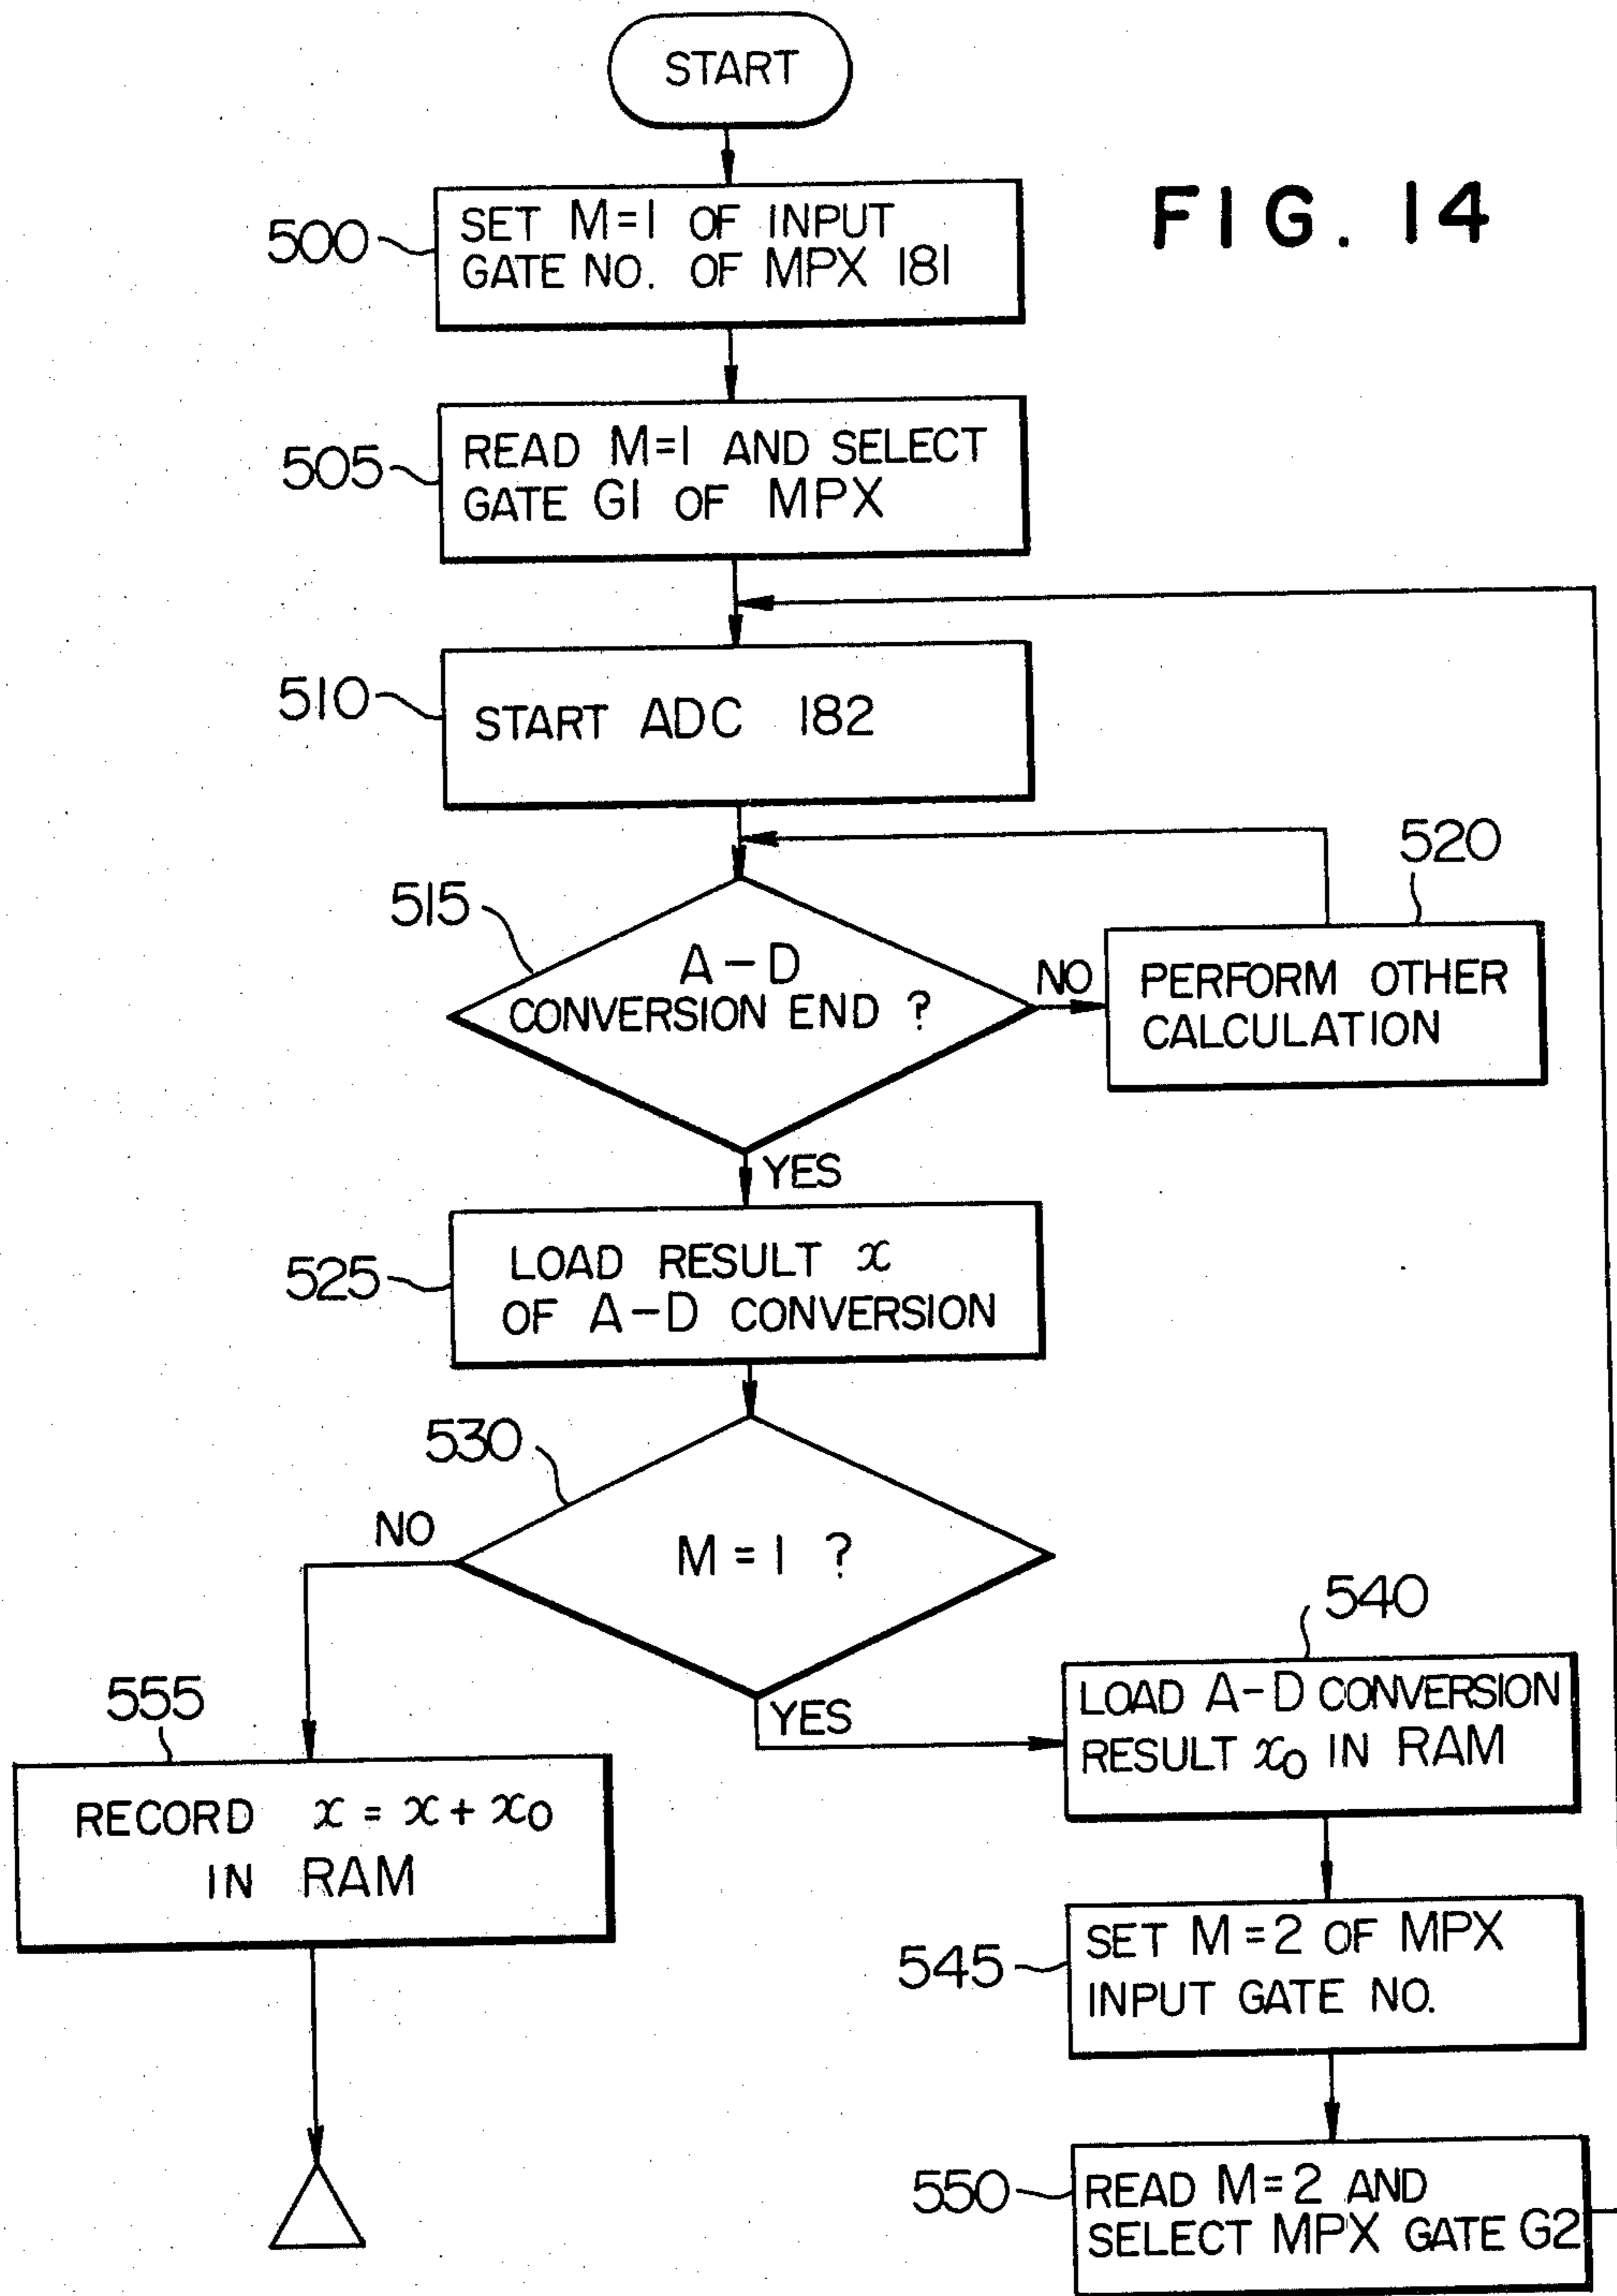 START
FIG. 14
500
SET M=1 OF INPUT
GATE NO. OF MPX 181
505
READ M=1 AND SELECT
GATE G1 OF MPX
510
START ADC 182
515
A-D
CONVERSION END ?
NO
520
PERFORM OTHER
CALCULATION
YES
525
LOAD RESULT x
OF A-D CONVERSION
530
M = 1 ?
NO
YES
540
LOAD A-D CONVERSION
RESULT x₀ IN RAM
555
RECORD x = x + x₀
IN RAM
545
SET M=2 OF MPX
INPUT GATE NO.
550
READ M=2 AND
SELECT MPX GATE G2